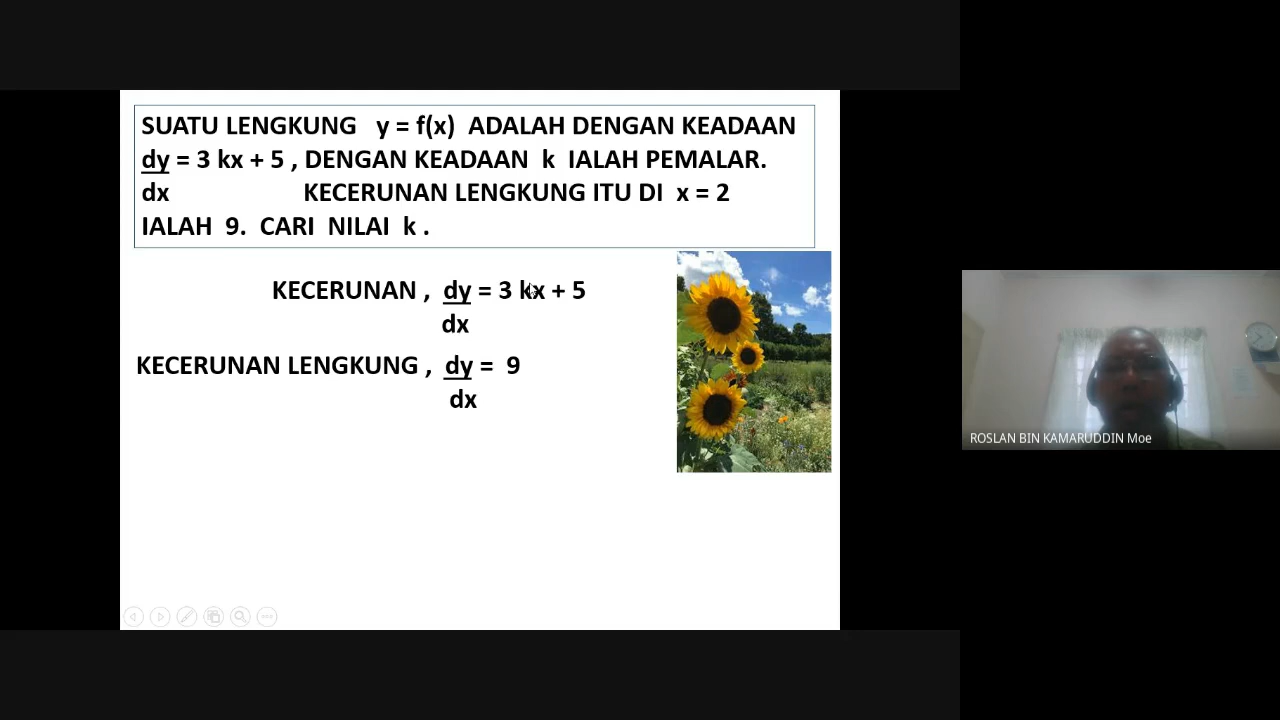 SUATU LENGKUNG y = f(x) ADALAH DENGAN KEADAAN
dy = 3 kx + 5 , DENGAN KEADAAN k IALAH PEMALAR.
dx KECERUNAN LENGKUNG ITU DI x = 2
IALAH 9. CARI NILAI k .
KECERUNAN , dy = 3 kx + 5
dx
KECERUNAN LENGKUNG , dy = 9
dx
ROSLAN BIN KAMARUDDIN Moe